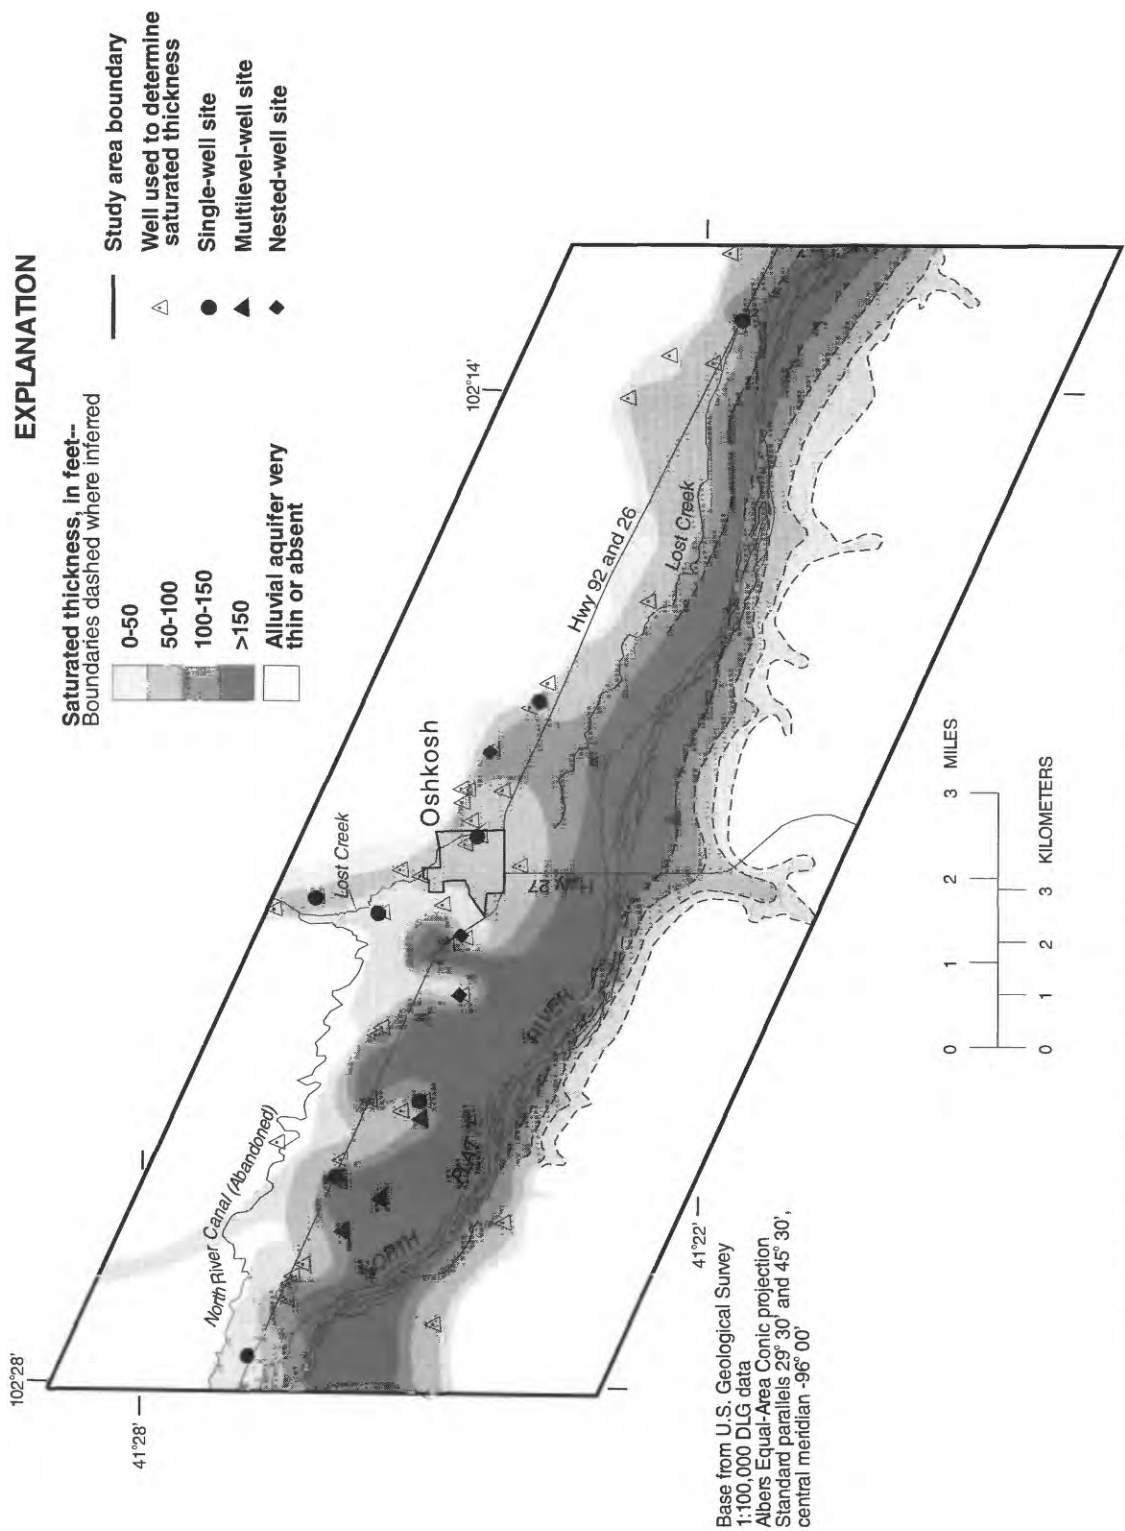 EXPLANATION
Saturated thickness, in feet--
Boundaries dashed where inferred
0-50
50-100
100-150
>150
Alluvial aquifer very
thin or absent
Study area boundary
Well used to determine
saturated thickness
Single-well site
Multilevel-well site
Nested-well site
102°28'
41°28'
North River Canal (Abandoned)
Lost Creek
Oshkosh
102°14'
Hwy 92 and 26
Lost Creek
Hwy 27
NORTH
PLATTE
RIVER
41°22'
0 1 2 3 MILES
0 1 2 3 KILOMETERS
Base from U.S. Geological Survey
1:100,000 DLG data
Albers Equal-Area Conic projection
Standard parallels 29° 30' and 45° 30',
central meridian -96° 00'